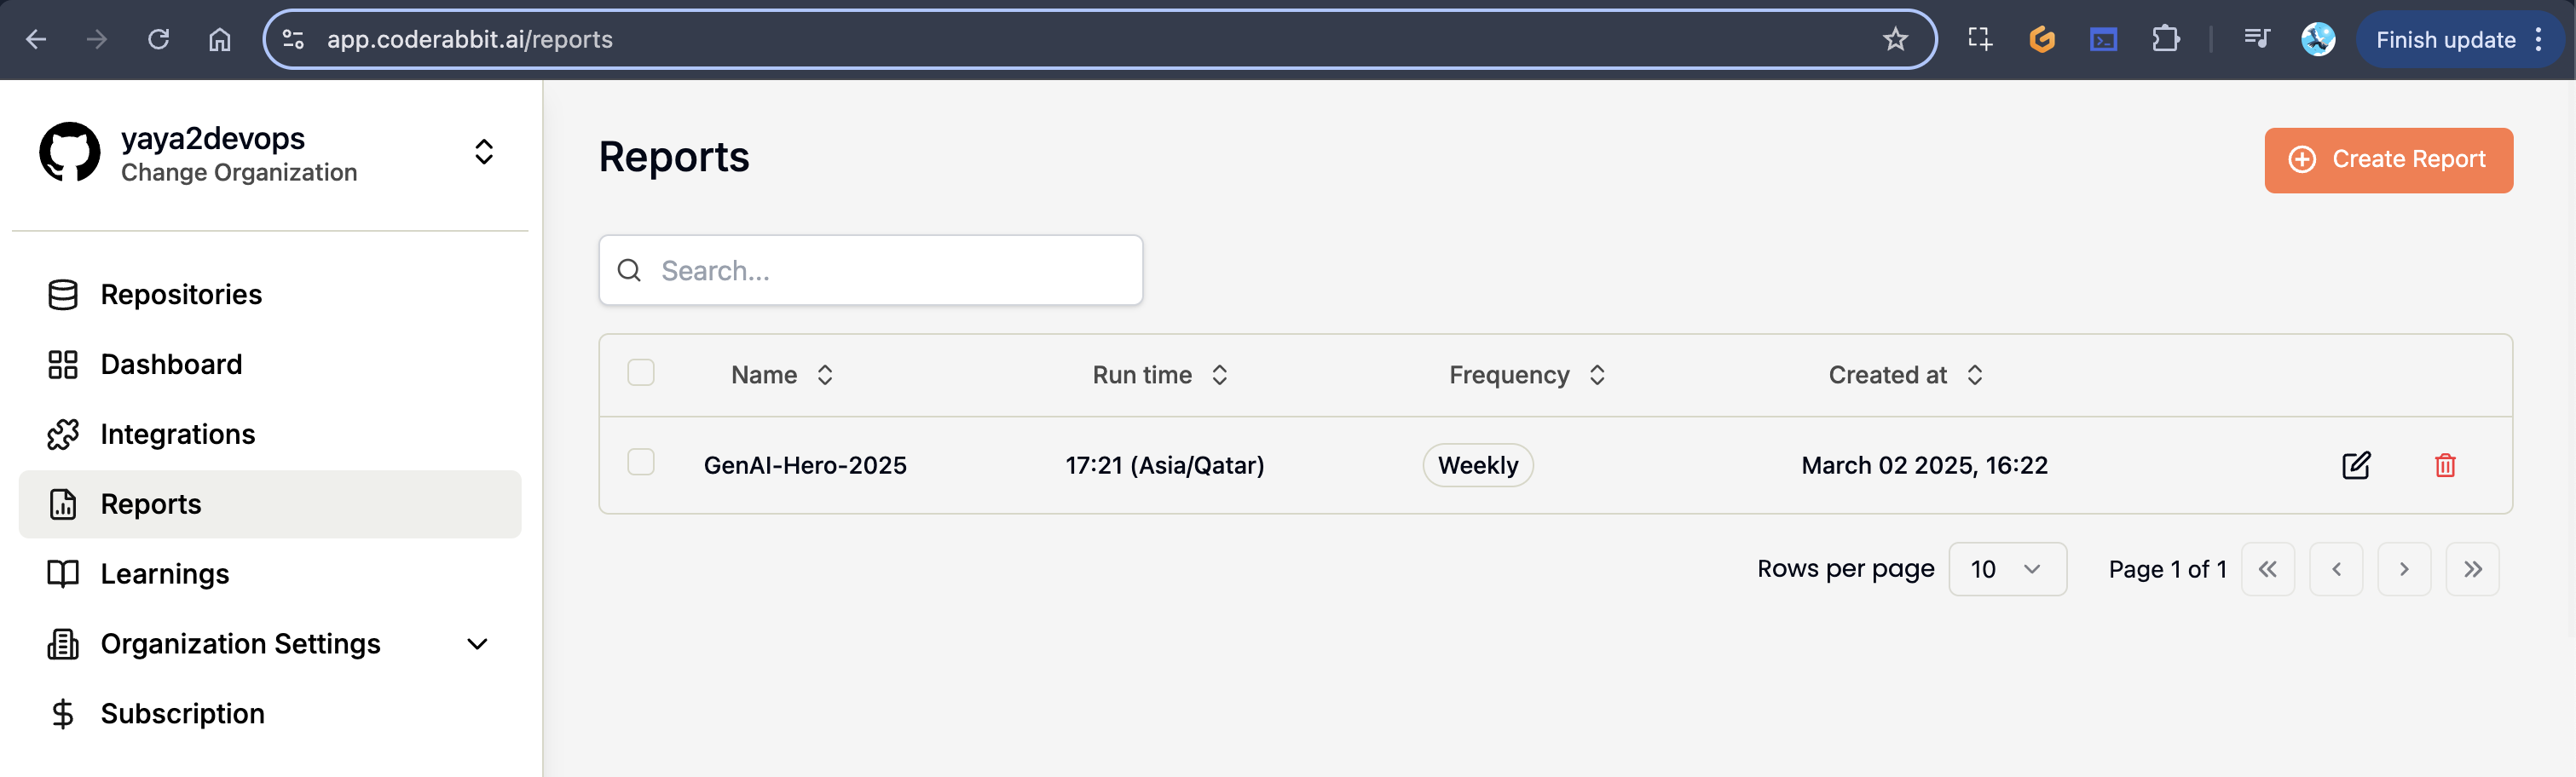 app.coderabbit.ai/reports
Finish update
yaya2devops
Change Organization
Repositories
Dashboard
Integrations
Reports
Learnings
Organization Settings
Subscription
Reports
Create Report
Search...
Name Run time Frequency Created at
GenAI-Hero-2025 17:21 (Asia/Qatar) Weekly March 02 2025, 16:22
Rows per page 10 Page 1 of 1